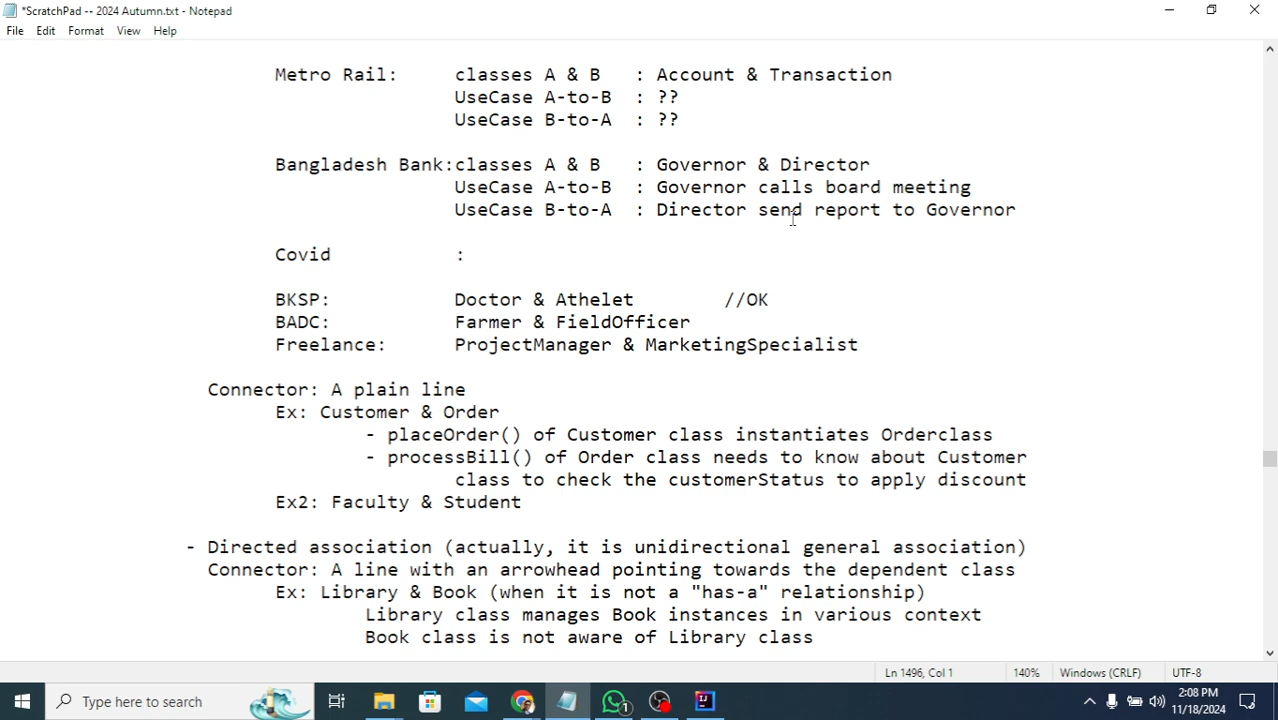 *ScratchPad -- 2024 Autumn.txt - Notepad
File Edit Format View Help
Metro Rail: classes A & B : Account & Transaction
UseCase A-to-B : ??
UseCase B-to-A : ??
Bangladesh Bank:classes A & B : Governor & Director
UseCase A-to-B : Governor calls board meeting
UseCase B-to-A : Director send report to Governor
Covid :
BKSP: Doctor & Athelet //OK
BADC: Farmer & FieldOfficer
Freelance: ProjectManager & MarketingSpecialist
Connector: A plain line
Ex: Customer & Order
- placeOrder() of Customer class instantiates Orderclass
- processBill() of Order class needs to know about Customer
class to check the customerStatus to apply discount
Ex2: Faculty & Student
- Directed association (actually, it is unidirectional general association)
Connector: A line with an arrowhead pointing towards the dependent class
Ex: Library & Book (when it is not a "has-a" relationship)
Library class manages Book instances in various context
Book class is not aware of Library class
Ln 1496, Col 1 140% Windows (CRLF) UTF-8
Type here to search 1 2:08 PM
11/18/2024